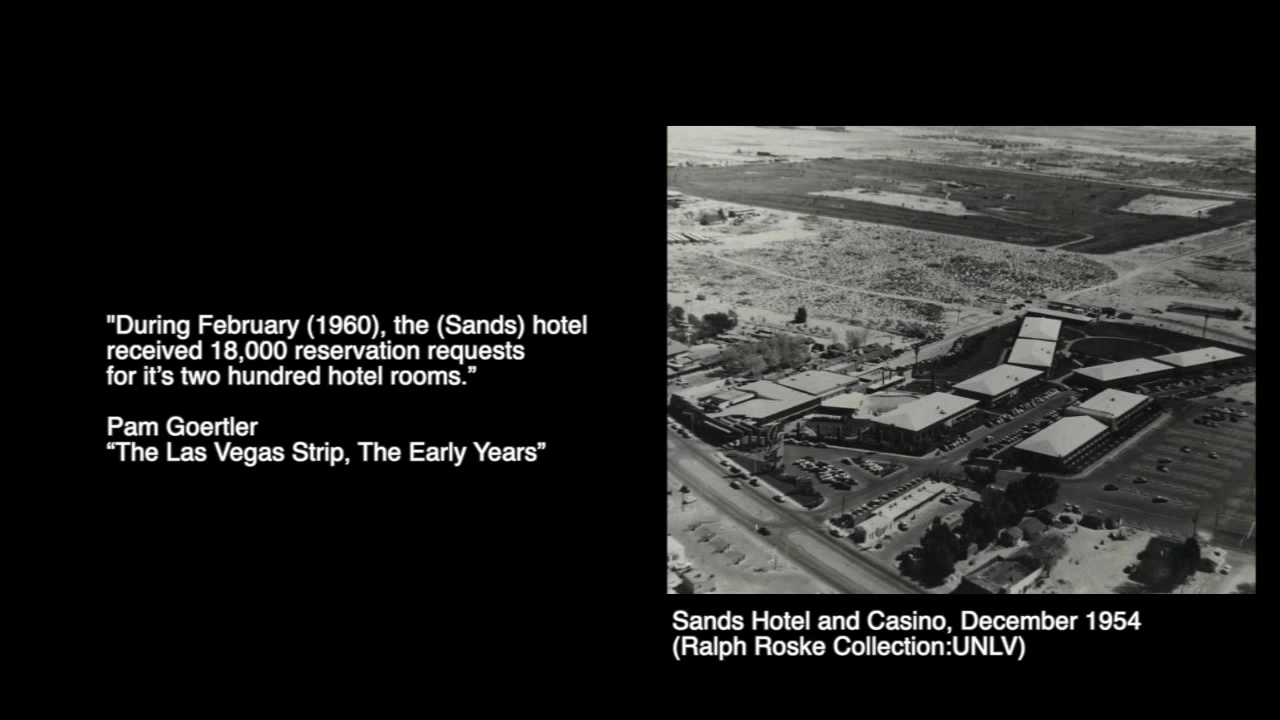 "During February (1960), the (Sands) hotel
received 18,000 reservation requests
for it’s two hundred hotel rooms.”
Pam Goertler
“The Las Vegas Strip, The Early Years”
Sands Hotel and Casino, December 1954
(Ralph Roske Collection:UNLV)